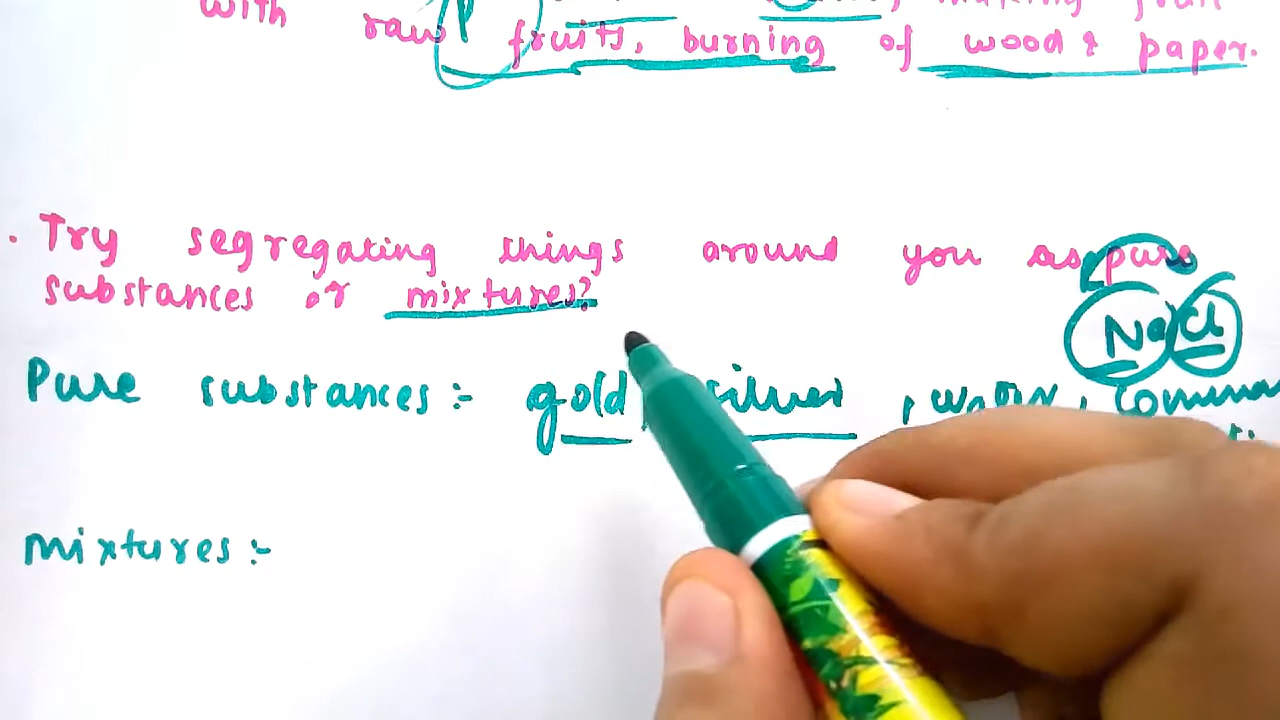 with raw fruits, burning of wood & paper.
. Try segregating things around you as pure
substances or mixtures?
NaCl
Pure substances :- gold, silver, water, common
mixtures :-